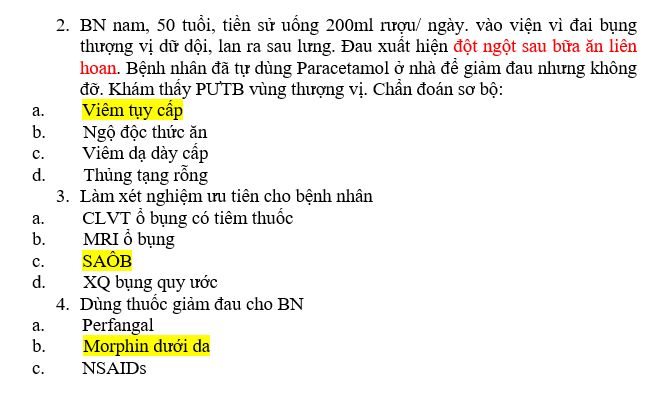 2. BN nam, 50 tuổi, tiền sử uống 200ml rượu/ ngày. vào viện vì đai bụng
thượng vị dữ dội, lan ra sau lưng. Đau xuất hiện đột ngột sau bữa ăn liên
hoan. Bệnh nhân đã tự dùng Paracetamol ở nhà để giảm đau nhưng không
đỡ. Khám thấy PUTB vùng thượng vị. Chẩn đoán sơ bộ:
a. Viêm tụy cấp
b. Ngộ độc thức ăn
c. Viêm dạ dày cấp
d. Thủng tạng rỗng
3. Làm xét nghiệm ưu tiên cho bệnh nhân
a. CLVT ổ bụng có tiêm thuốc
b. MRI ổ bụng
c. SAÔB
d. XQ bụng quy ước
4. Dùng thuốc giảm đau cho BN
a. Perfangal
b. Morphin dưới da
c. NSAIDs